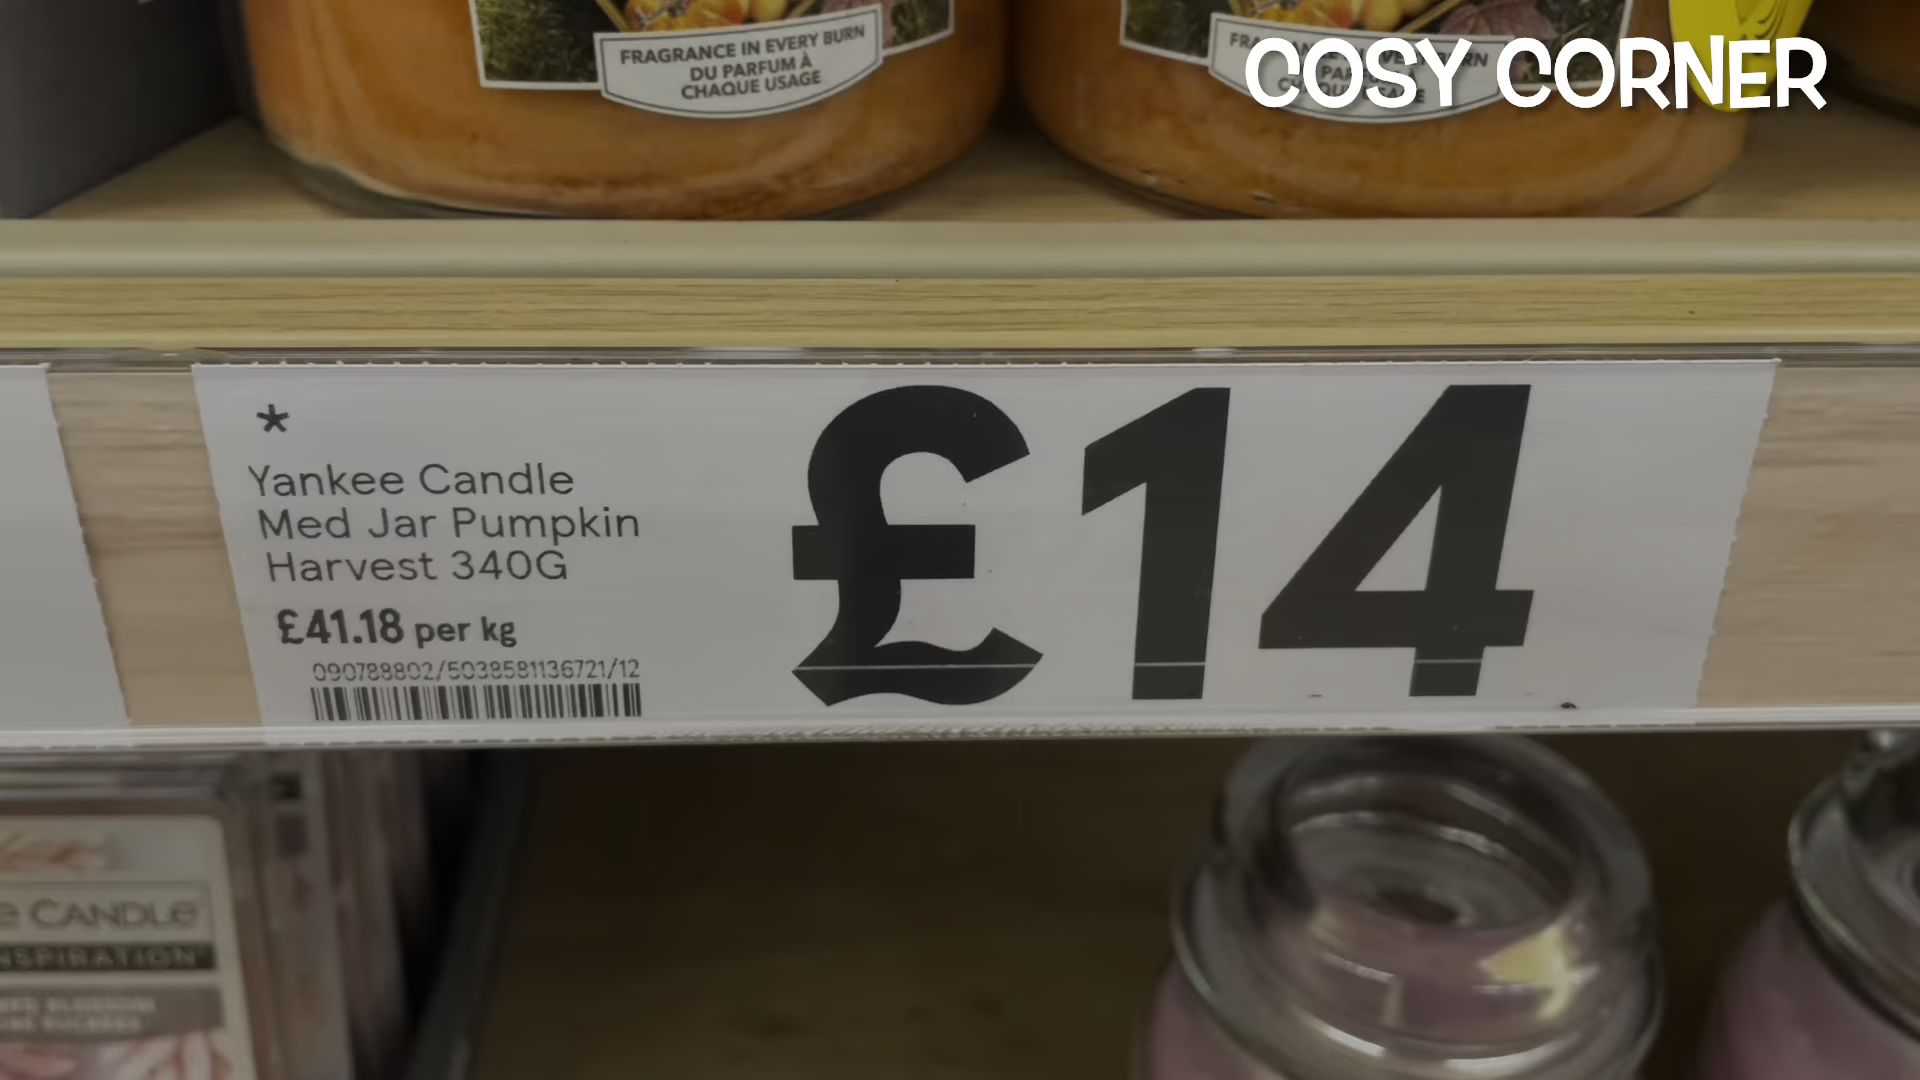 FRAGRANCE IN EVERY BURN
DU PARFUM À
CHAQUE USAGE
COSY CORNER
*
Yankee Candle
Med Jar Pumpkin
Harvest 340G
£41.18 per kg
090788802/5038581136721/12
£14
CANDLE